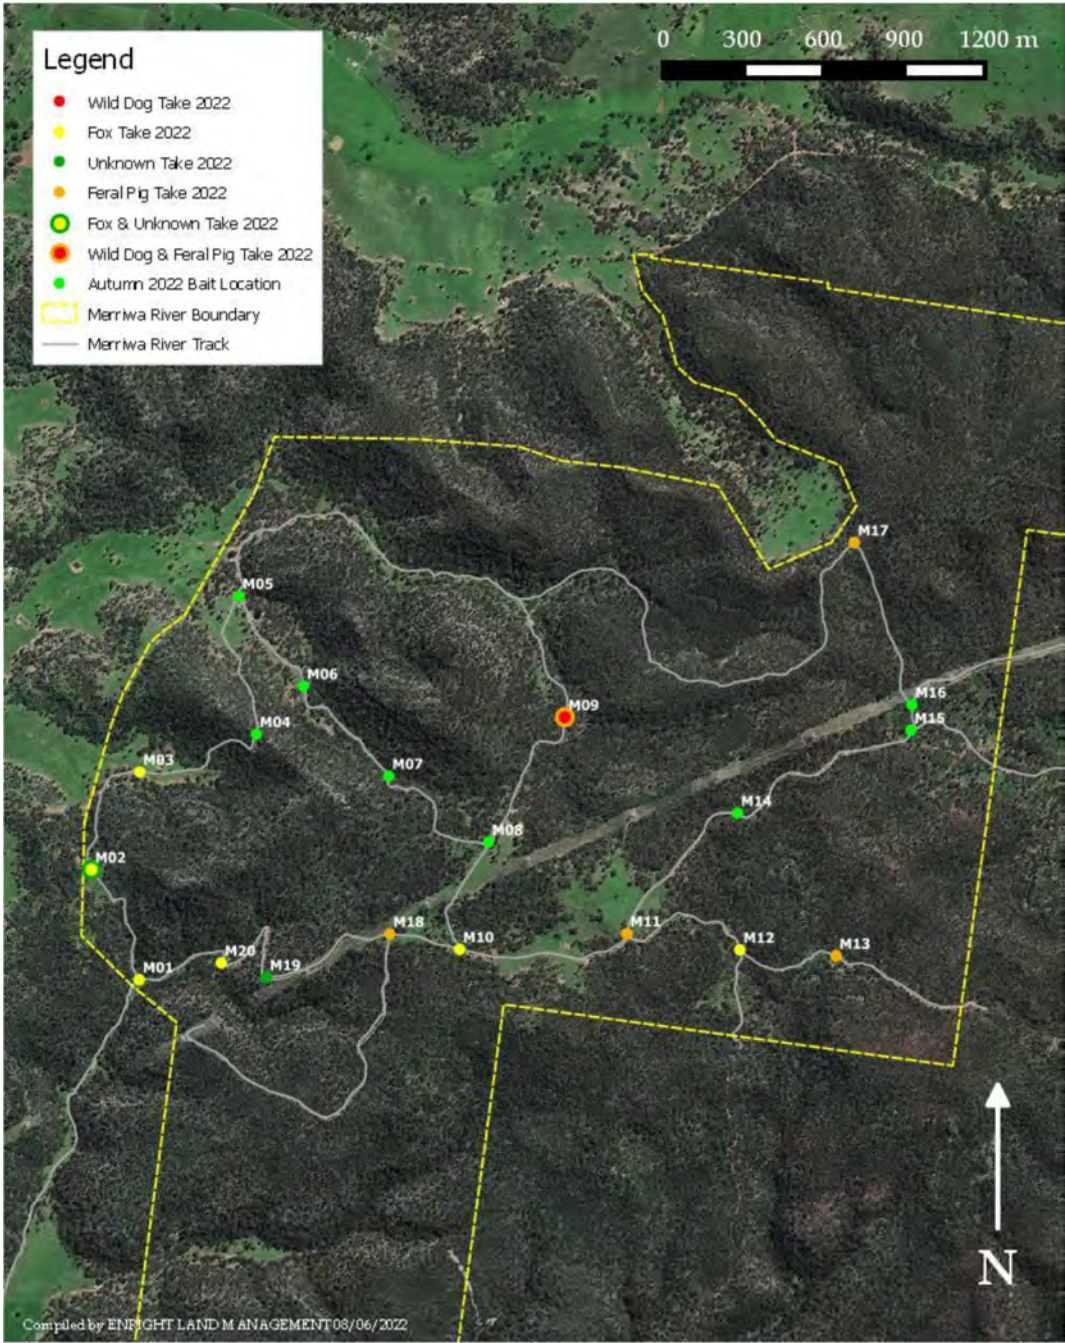 Legend
Wild Dog Take 2022
Fox Take 2022
Unknown Take 2022
Feral Pig Take 2022
Fox & Unknown Take 2022
Wild Dog & Feral Pig Take 2022
Autumn 2022 Bait Location
Merriwa River Boundary
Merriwa River Track
0 300 600 900 1200 m
M17
M05
M06
M16
M09
M15
M04
M03
M07
M14
M08
M02
M18
M11
M10
M12
M13
M20
M19
M01
N
Compiled by ENRIGHT LAND MANAGEMENT 08/06/2022